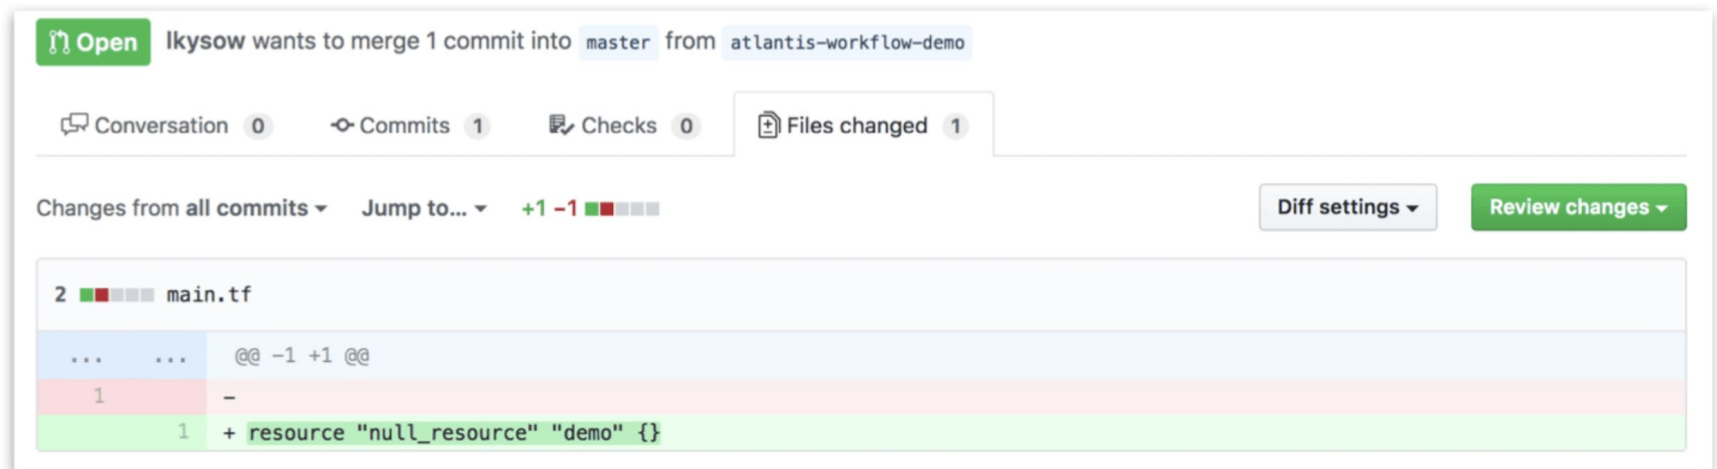 Open lkysow wants to merge 1 commit into master from atlantis-workflow-demo
Conversation 0 Commits 1 Checks 0 Files changed 1
Changes from all commits Jump to... +1 −1 Diff settings Review changes
2 main.tf
... ... @@ -1 +1 @@
1 -
1 + resource "null_resource" "demo" {}